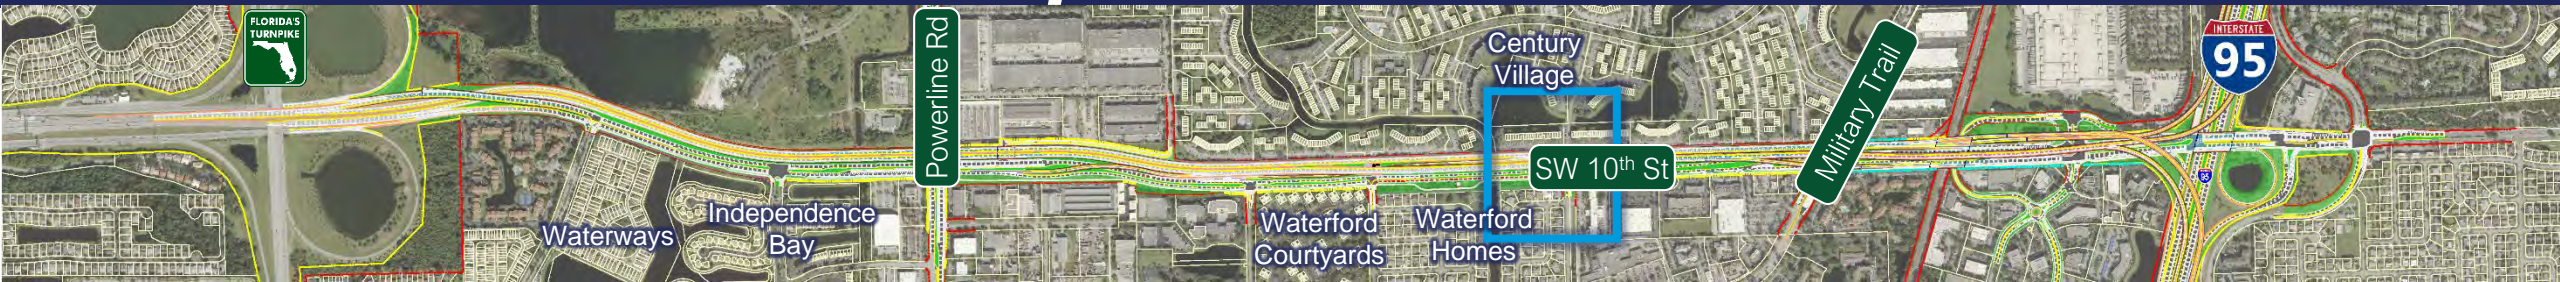 FLORIDA'S
TURNPIKE
Waterways
Independence
Bay
Powerline Rd
Waterford
Courtyards
Waterford
Homes
Century
Village
SW 10th St
Military Trail
INTERSTATE
95
95